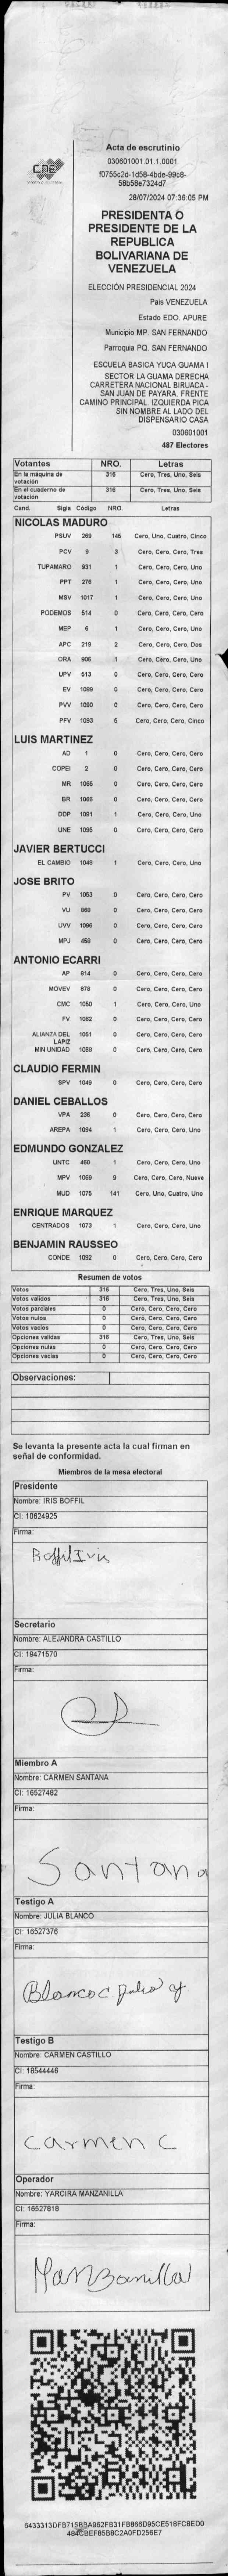 Acta de escrutinio
030601001.01.1.0001
f0755c2d-1d58-4bde-99c8-
58b58e7324d7
28/07/2024 07:36:05 PM
PRESIDENTA O
PRESIDENTE DE LA
REPUBLICA
BOLIVARIANA DE
VENEZUELA
CNE
ELECCIÓN PRESIDENCIAL 2024
Pais VENEZUELA
Estado EDO. APURE
Municipio MP. SAN FERNANDO
Parroquia PQ. SAN FERNANDO
ESCUELA BASICA YUCA GUAMA I
SECTOR LA GUAMA DERECHA
CARRETERA NACIONAL BIRUACA -
SAN JUAN DE PAYARA. FRENTE
CAMINO PRINCIPAL. IZQUIERDA PICA
SIN NOMBRE AL LADO DEL
DISPENSARIO CASA
030601001
487 Electores
Votantes NRO. Letras
En la máquina de votación 316 Cero, Tres, Uno, Seis
En el cuaderno de votación 316 Cero, Tres, Uno, Seis
Cand. Sigla Código NRO. Letras
NICOLAS MADURO
PSUV 269 145 Cero, Uno, Cuatro, Cinco
PCV 9 3 Cero, Cero, Cero, Tres
TUPAMARO 931 1 Cero, Cero, Cero, Uno
PPT 276 1 Cero, Cero, Cero, Uno
MSV 1017 1 Cero, Cero, Cero, Uno
PODEMOS 514 0 Cero, Cero, Cero, Cero
MEP 6 1 Cero, Cero, Cero, Uno
APC 219 2 Cero, Cero, Cero, Dos
ORA 906 1 Cero, Cero, Cero, Uno
UPV 513 0 Cero, Cero, Cero, Cero
EV 1089 0 Cero, Cero, Cero, Cero
PVV 1090 0 Cero, Cero, Cero, Cero
PFV 1093 5 Cero, Cero, Cero, Cinco
LUIS MARTINEZ
AD 1 0 Cero, Cero, Cero, Cero
COPEI 2 0 Cero, Cero, Cero, Cero
MR 1065 0 Cero, Cero, Cero, Cero
BR 1066 0 Cero, Cero, Cero, Cero
DDP 1091 1 Cero, Cero, Cero, Uno
UNE 1095 0 Cero, Cero, Cero, Cero
JAVIER BERTUCCI
EL CAMBIO 1048 1 Cero, Cero, Cero, Uno
JOSE BRITO
PV 1053 0 Cero, Cero, Cero, Cero
VU 988 0 Cero, Cero, Cero, Cero
UVV 1096 0 Cero, Cero, Cero, Cero
MPJ 458 0 Cero, Cero, Cero, Cero
ANTONIO ECARRI
AP 814 0 Cero, Cero, Cero, Cero
MOVEV 878 0 Cero, Cero, Cero, Cero
CMC 1050 1 Cero, Cero, Cero, Uno
FV 1062 0 Cero, Cero, Cero, Cero
ALIANZA DEL LAPIZ 1051 0 Cero, Cero, Cero, Cero
MIN UNIDAD 1068 0 Cero, Cero, Cero, Cero
CLAUDIO FERMIN
SPV 1049 0 Cero, Cero, Cero, Cero
DANIEL CEBALLOS
VPA 236 0 Cero, Cero, Cero, Cero
AREPA 1094 1 Cero, Cero, Cero, Uno
EDMUNDO GONZALEZ
UNTC 460 1 Cero, Cero, Cero, Uno
MPV 1069 9 Cero, Cero, Cero, Nueve
MUD 1075 141 Cero, Uno, Cuatro, Uno
ENRIQUE MARQUEZ
CENTRADOS 1073 1 Cero, Cero, Cero, Uno
BENJAMIN RAUSSEO
CONDE 1092 0 Cero, Cero, Cero, Cero
Resumen de votos
Votos 316 Cero, Tres, Uno, Seis
Votos validos 316 Cero, Tres, Uno, Seis
Votos parciales 0 Cero, Cero, Cero, Cero
Votos nulos 0 Cero, Cero, Cero, Cero
Votos vacios 0 Cero, Cero, Cero, Cero
Opciones validas 316 Cero, Tres, Uno, Seis
Opciones nulas 0 Cero, Cero, Cero, Cero
Opciones vacias 0 Cero, Cero, Cero, Cero
Observaciones:
Se levanta la presente acta la cual firman en
señal de conformidad.
Miembros de la mesa electoral
Presidente
Nombre: IRIS BOFFIL
CI: 10624925
Firma:
Boffil Iris
Secretario
Nombre: ALEJANDRA CASTILLO
CI: 19471570
Firma:
Miembro A
Nombre: CARMEN SANTANA
CI: 16527482
Firma:
Santana
Testigo A
Nombre: JULIA BLANCO
CI: 16527376
Firma:
Blanco c. Julia y
Testigo B
Nombre: CARMEN CASTILLO
CI: 18544446
Firma:
Carmen C
Operador
Nombre: YARCIRA MANZANILLA
CI: 16527818
Firma:
Manzanilla
6433313DFB715BBA962FB31FB866D95CE518FC8ED0
484CBEF85B8C2A0FD256E7